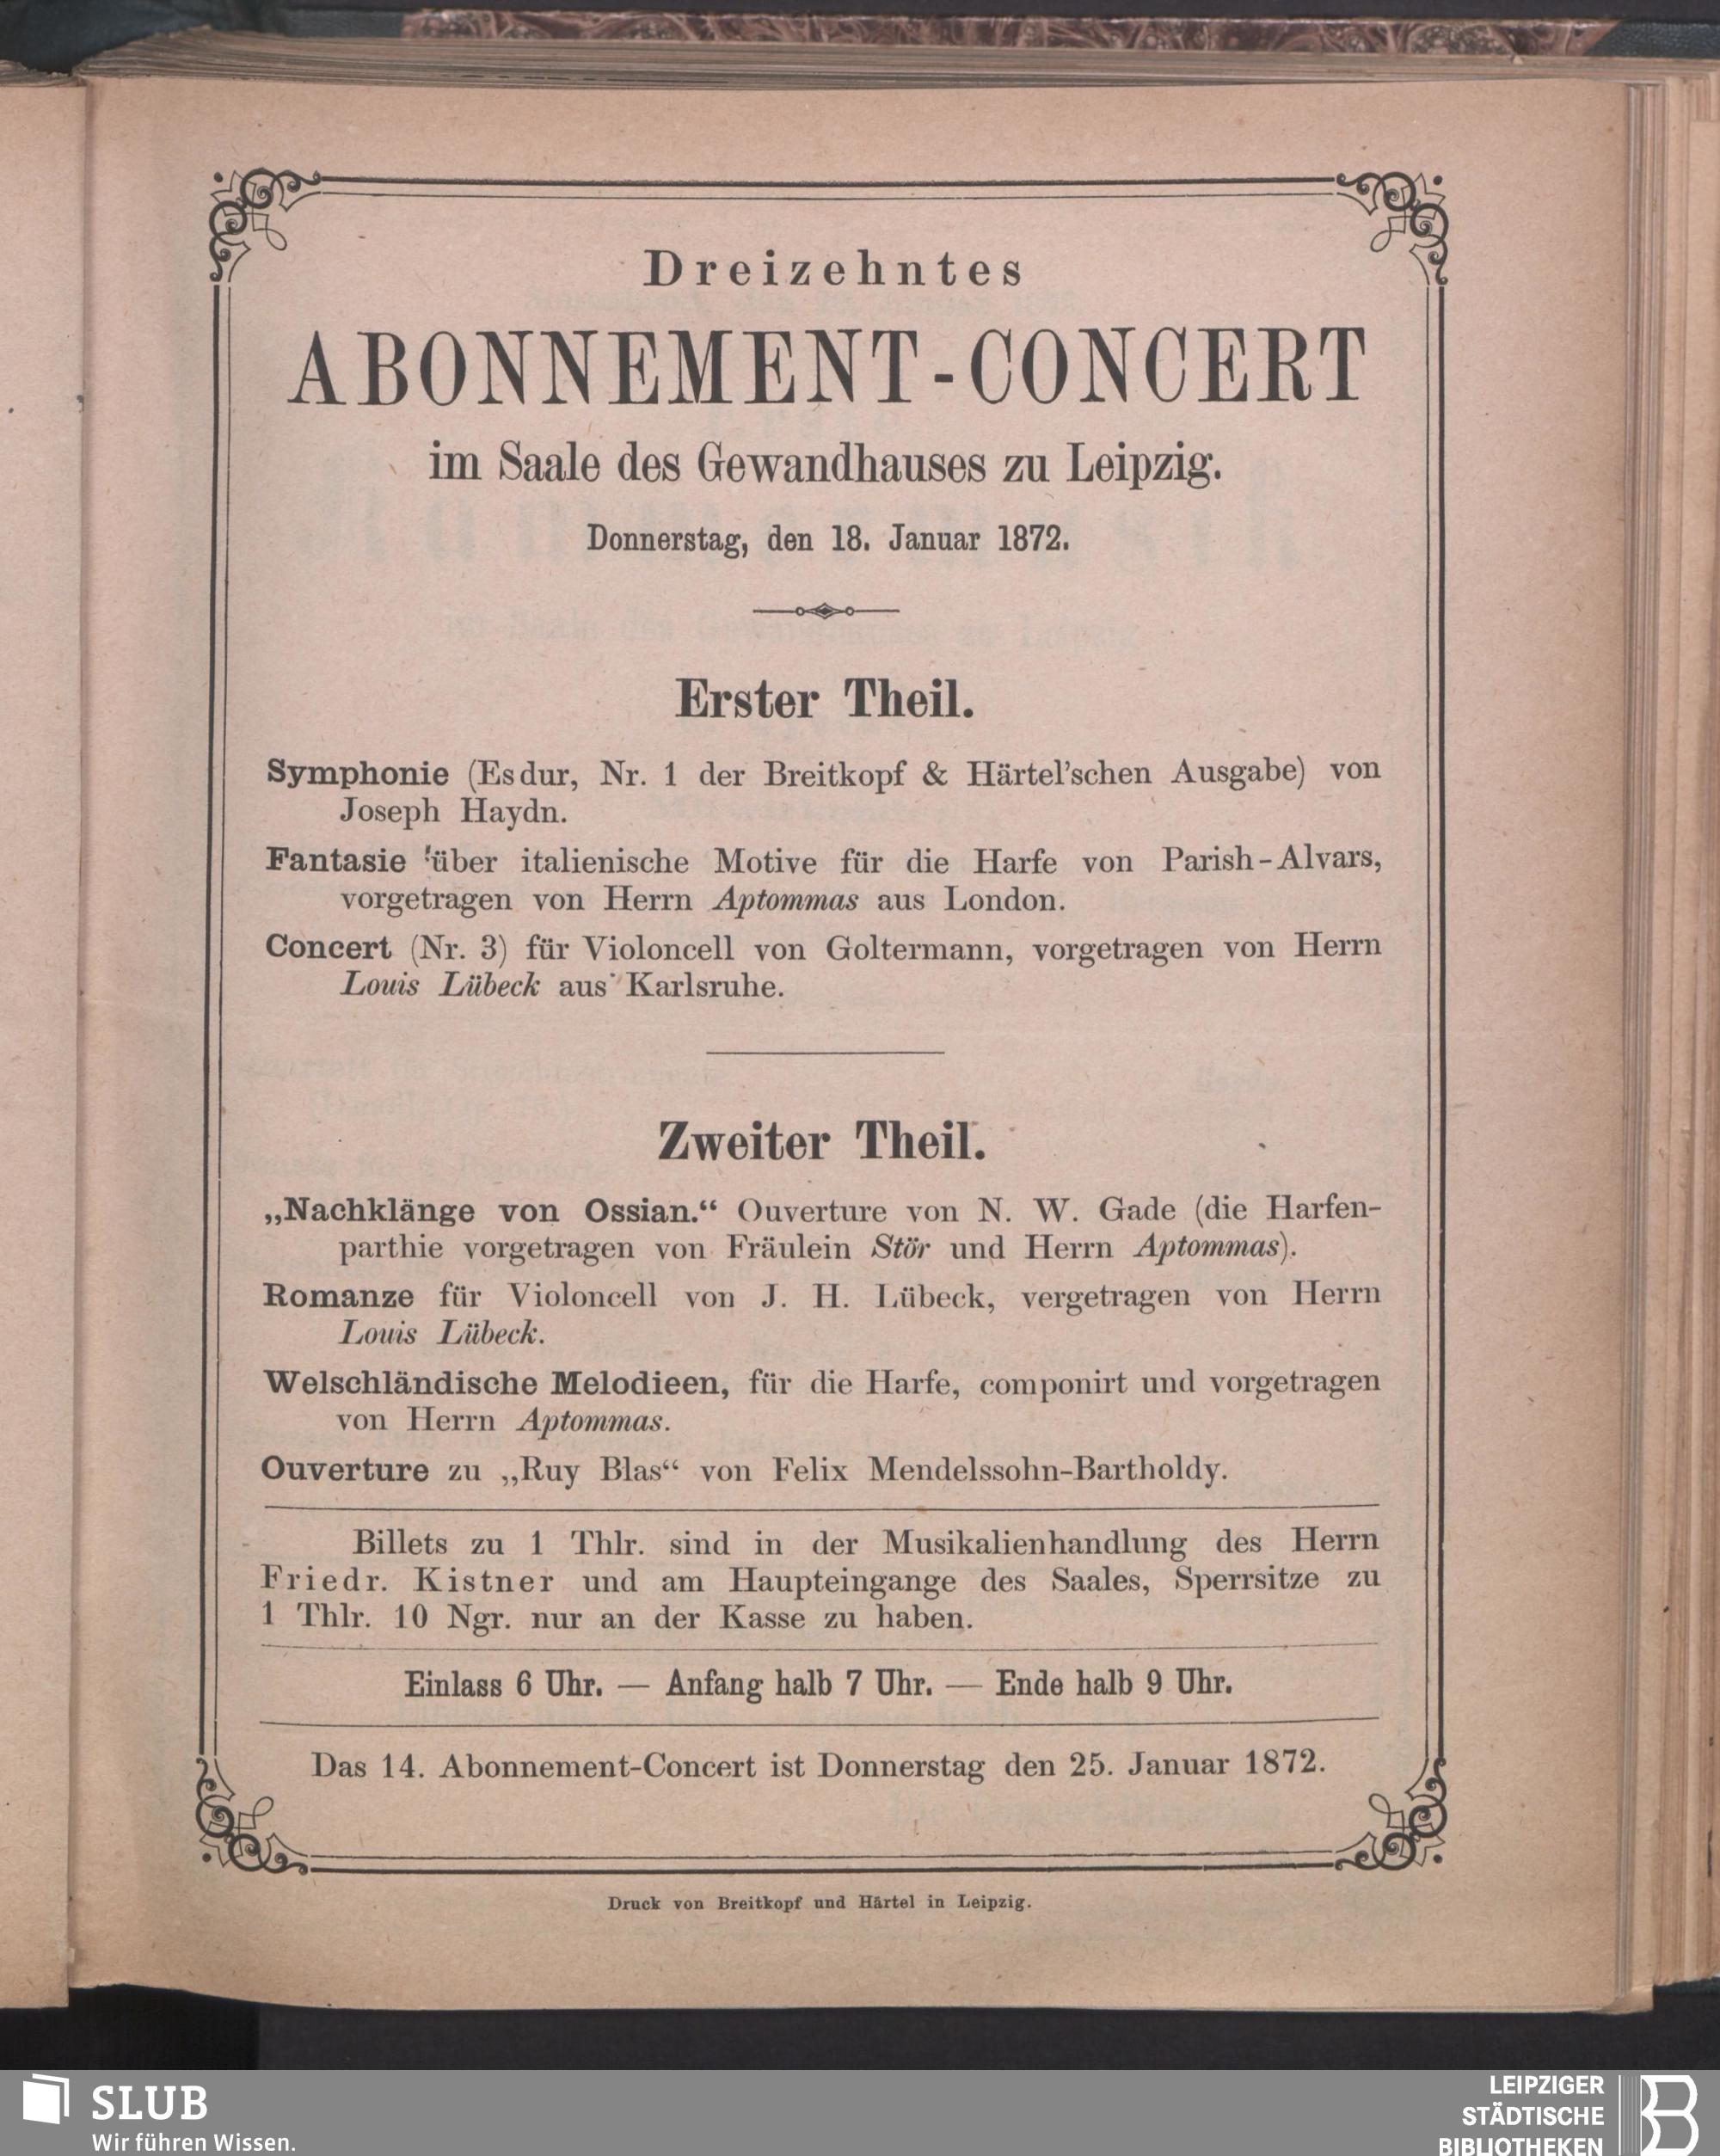 Dreizehntes
ABONNEMENT-CONCERT
im Saale des Gewandhauses zu Leipzig.
Donnerstag, den 18. Januar 1872.
Erster Theil.
Symphonie (Esdur, Nr. 1 der Breitkopf & Härtel'schen Ausgabe) von
Joseph Haydn.
Fantasie über italienische Motive für die Harfe von Parish-Alvars,
vorgetragen von Herrn Aptommas aus London.
Concert (Nr. 3) für Violoncell von Goltermann, vorgetragen von Herrn
Louis Lübeck aus Karlsruhe.
Zweiter Theil.
„Nachklänge von Ossian.“ Ouverture von N. W. Gade (die Harfen-
parthie vorgetragen von Fräulein Stör und Herrn Aptommas).
Romanze für Violoncell von J. H. Lübeck, vergetragen von Herrn
Louis Lübeck.
Welschländische Melodieen, für die Harfe, componirt und vorgetragen
von Herrn Aptommas.
Ouverture zu „Ruy Blas“ von Felix Mendelssohn-Bartholdy.
Billets zu 1 Thlr. sind in der Musikalienhandlung des Herrn
Friedr. Kistner und am Haupteingange des Saales, Sperrsitze zu
1 Thlr. 10 Ngr. nur an der Kasse zu haben.
Einlass 6 Uhr. — Anfang halb 7 Uhr. — Ende halb 9 Uhr.
Das 14. Abonnement-Concert ist Donnerstag den 25. Januar 1872.
Druck von Breitkopf und Härtel in Leipzig.
SLUB
Wir führen Wissen.
LEIPZIGER
STÄDTISCHE
BIBLIOTHEKEN